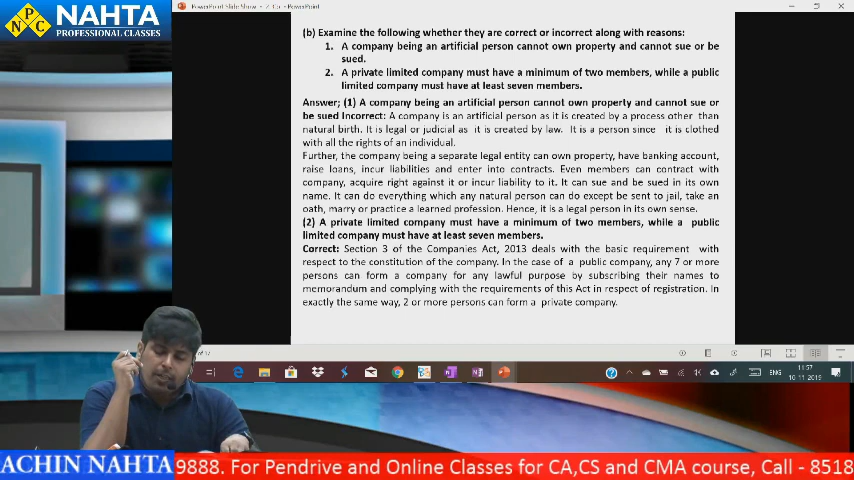 NPC
NAHTA
PROFESSIONAL CLASSES
PowerPoint Slide Show - 2. Co - PowerPoint
(b) Examine the following whether they are correct or incorrect along with reasons:
1. A company being an artificial person cannot own property and cannot sue or be
sued.
2. A private limited company must have a minimum of two members, while a public
limited company must have at least seven members.
Answer; (1) A company being an artificial person cannot own property and cannot sue or
be sued Incorrect: A company is an artificial person as it is created by a process other than
natural birth. It is legal or judicial as it is created by law. It is a person since it is clothed
with all the rights of an individual.
Further, the company being a separate legal entity can own property, have banking account,
raise loans, incur liabilities and enter into contracts. Even members can contract with
company, acquire right against it or incur liability to it. It can sue and be sued in its own
name. It can do everything which any natural person can do except be sent to jail, take an
oath, marry or practice a learned profession. Hence, it is a legal person in its own sense.
(2) A private limited company must have a minimum of two members, while a public
limited company must have at least seven members.
Correct: Section 3 of the Companies Act, 2013 deals with the basic requirement with
respect to the constitution of the company. In the case of a public company, any 7 or more
persons can form a company for any lawful purpose by subscribing their names to
memorandum and complying with the requirements of this Act in respect of registration. In
exactly the same way, 2 or more persons can form a private company.
ENG
11:57
10-11-2019
ACHIN NAHTA 9888. For Pendrive and Online Classes for CA,CS and CMA course, Call - 8518